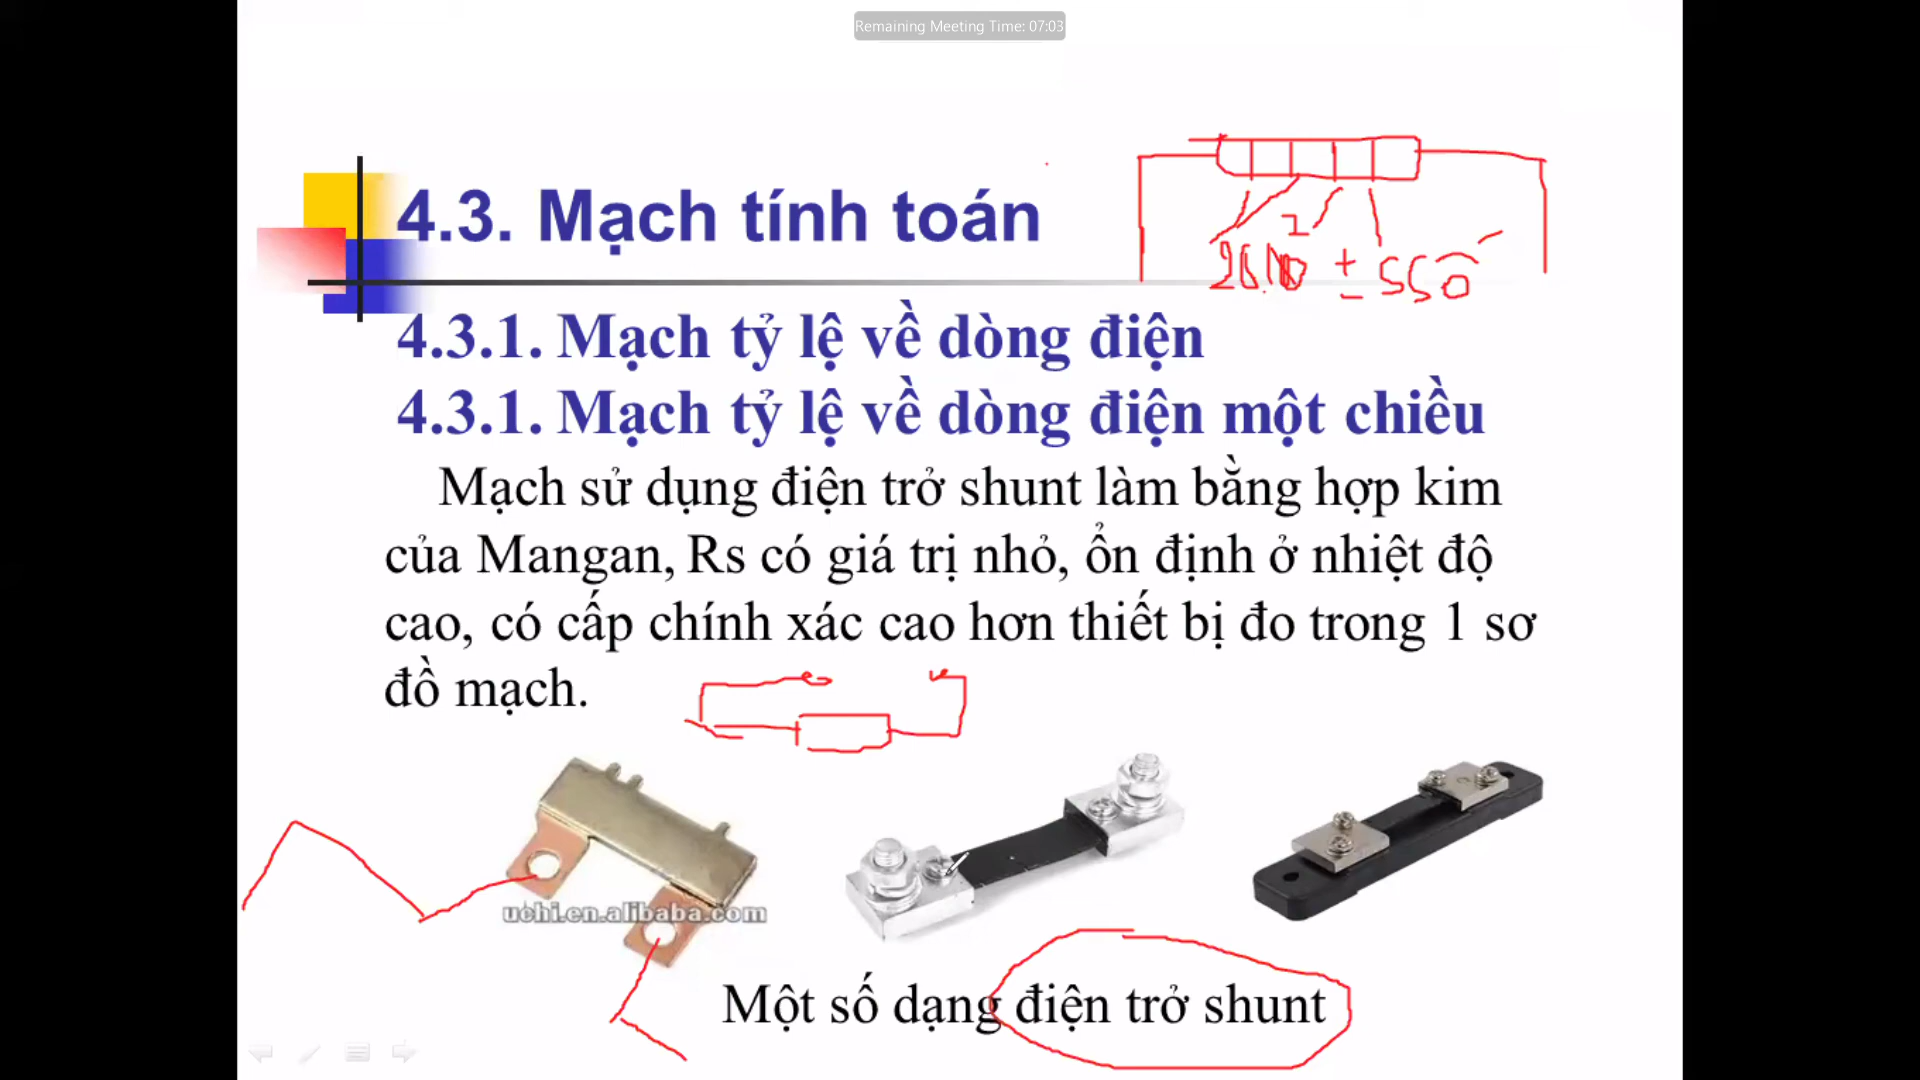 Remaining Meeting Time: 07:03
4.3. Mạch tính toán
4.3.1. Mạch tỷ lệ về dòng điện
4.3.1. Mạch tỷ lệ về dòng điện một chiều
Mạch sử dụng điện trở shunt làm bằng hợp kim
của Mangan, Rs có giá trị nhỏ, ổn định ở nhiệt độ
cao, có cấp chính xác cao hơn thiết bị đo trong 1 sơ
đồ mạch.
uchi.en.alibaba.com
Một số dạng điện trở shunt